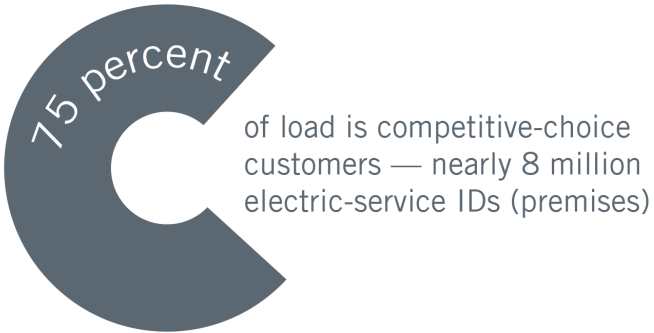 75 percent
of load is competitive-choice
customers — nearly 8 million
electric-service IDs (premises)